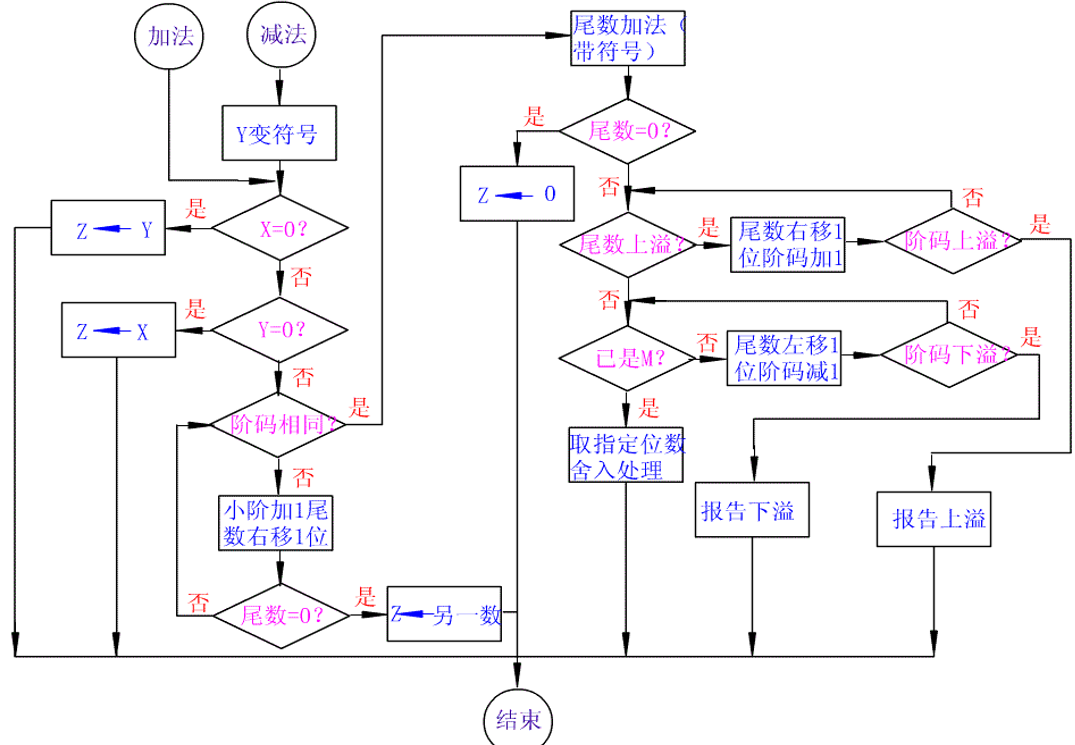 加法
减法
Y变符号
X=0?
是
Z Y
否
Y=0?
是
Z X
否
阶码相同?
是
否
小阶加1尾
数右移1位
尾数=0?
否
是
Z 另一数
尾数加法（
带符号）
尾数=0?
是
Z 0
否
尾数上溢?
是
尾数右移1
位阶码加1
阶码上溢?
否
是
否
已是M?
否
尾数左移1
位阶码减1
阶码下溢?
否
是
是
取指定位数
舍入处理
报告下溢
报告上溢
结束